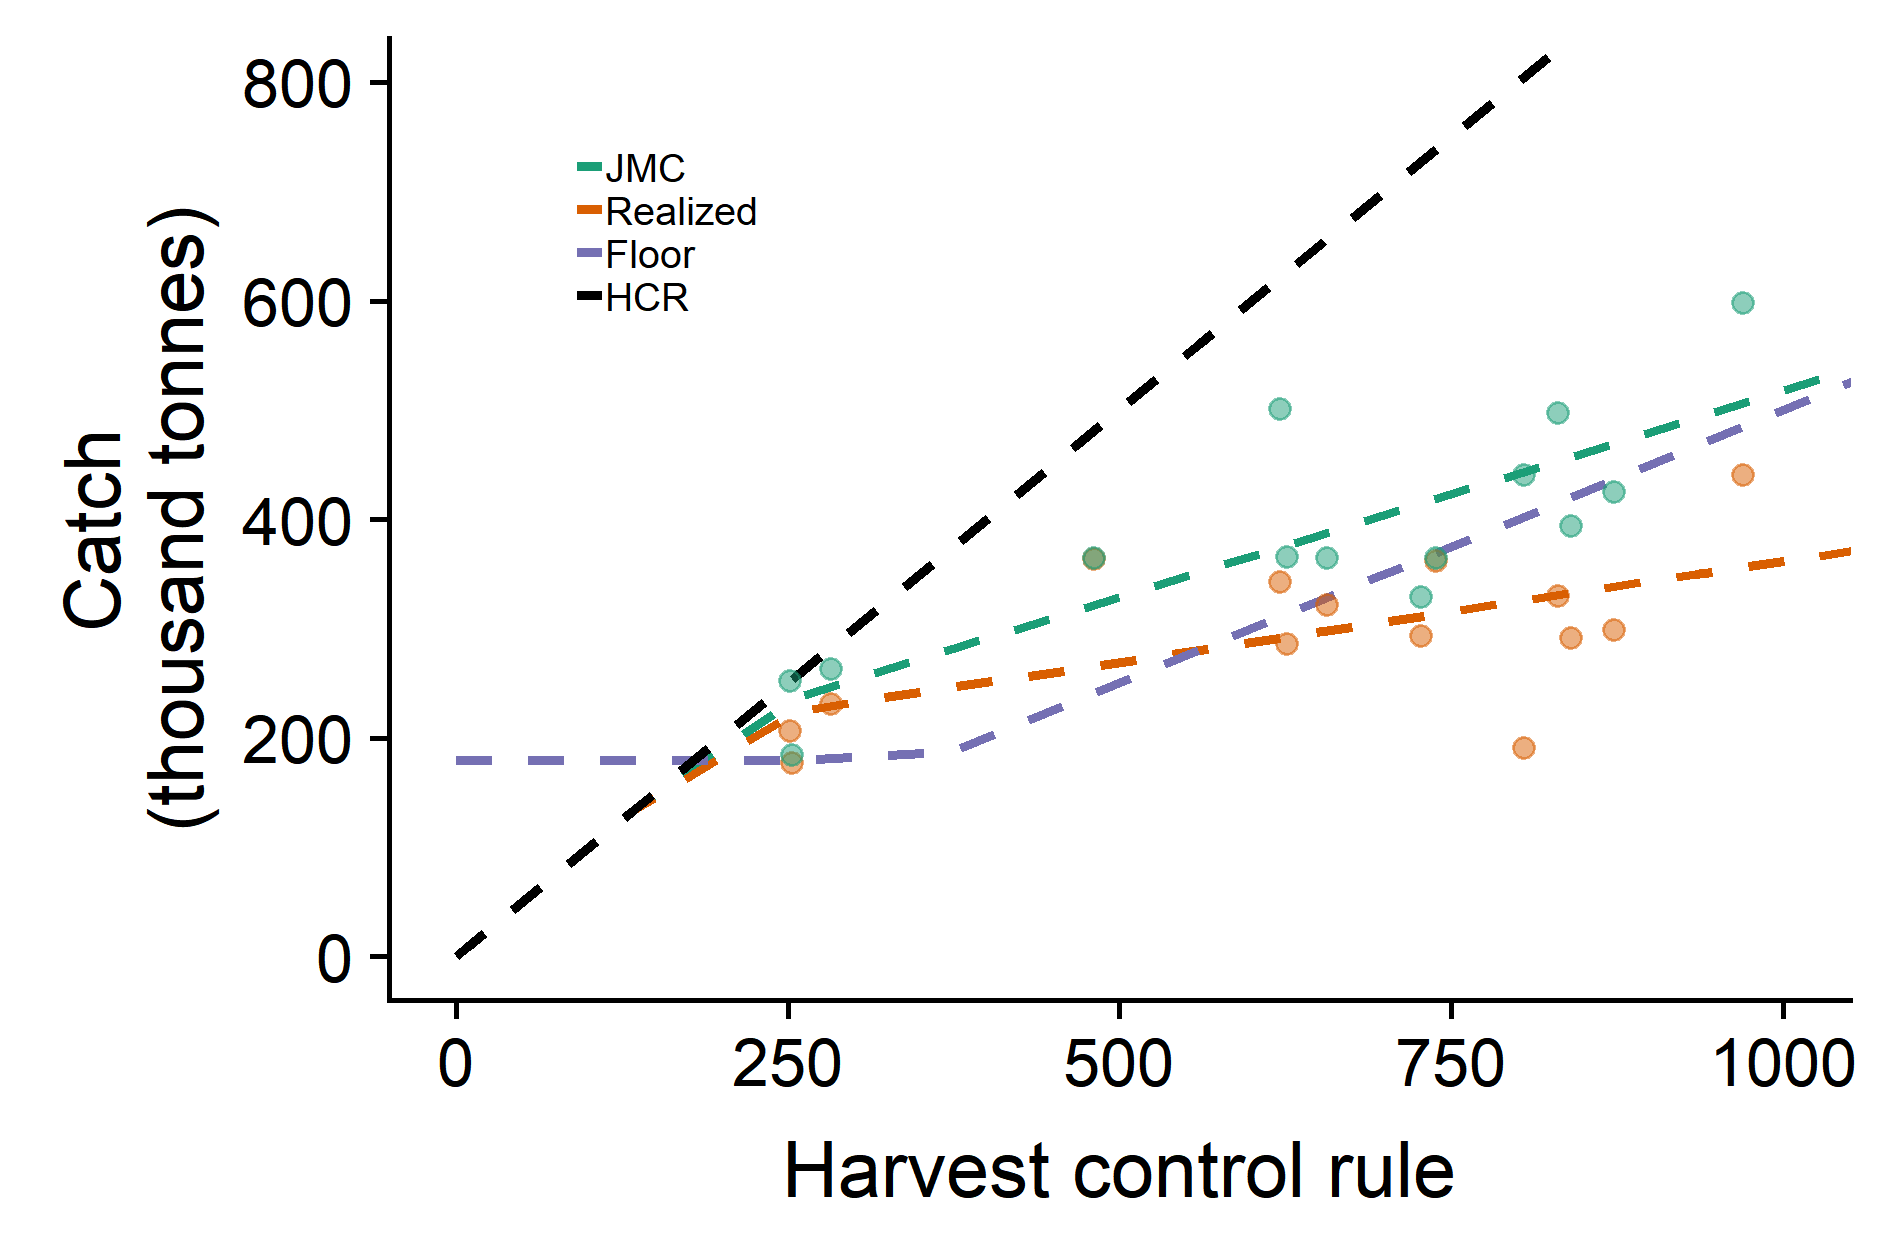 800
600
400
200
0
Catch
(thousand tonnes)
JMC
Realized
Floor
HCR
0 250 500 750 1000
Harvest control rule